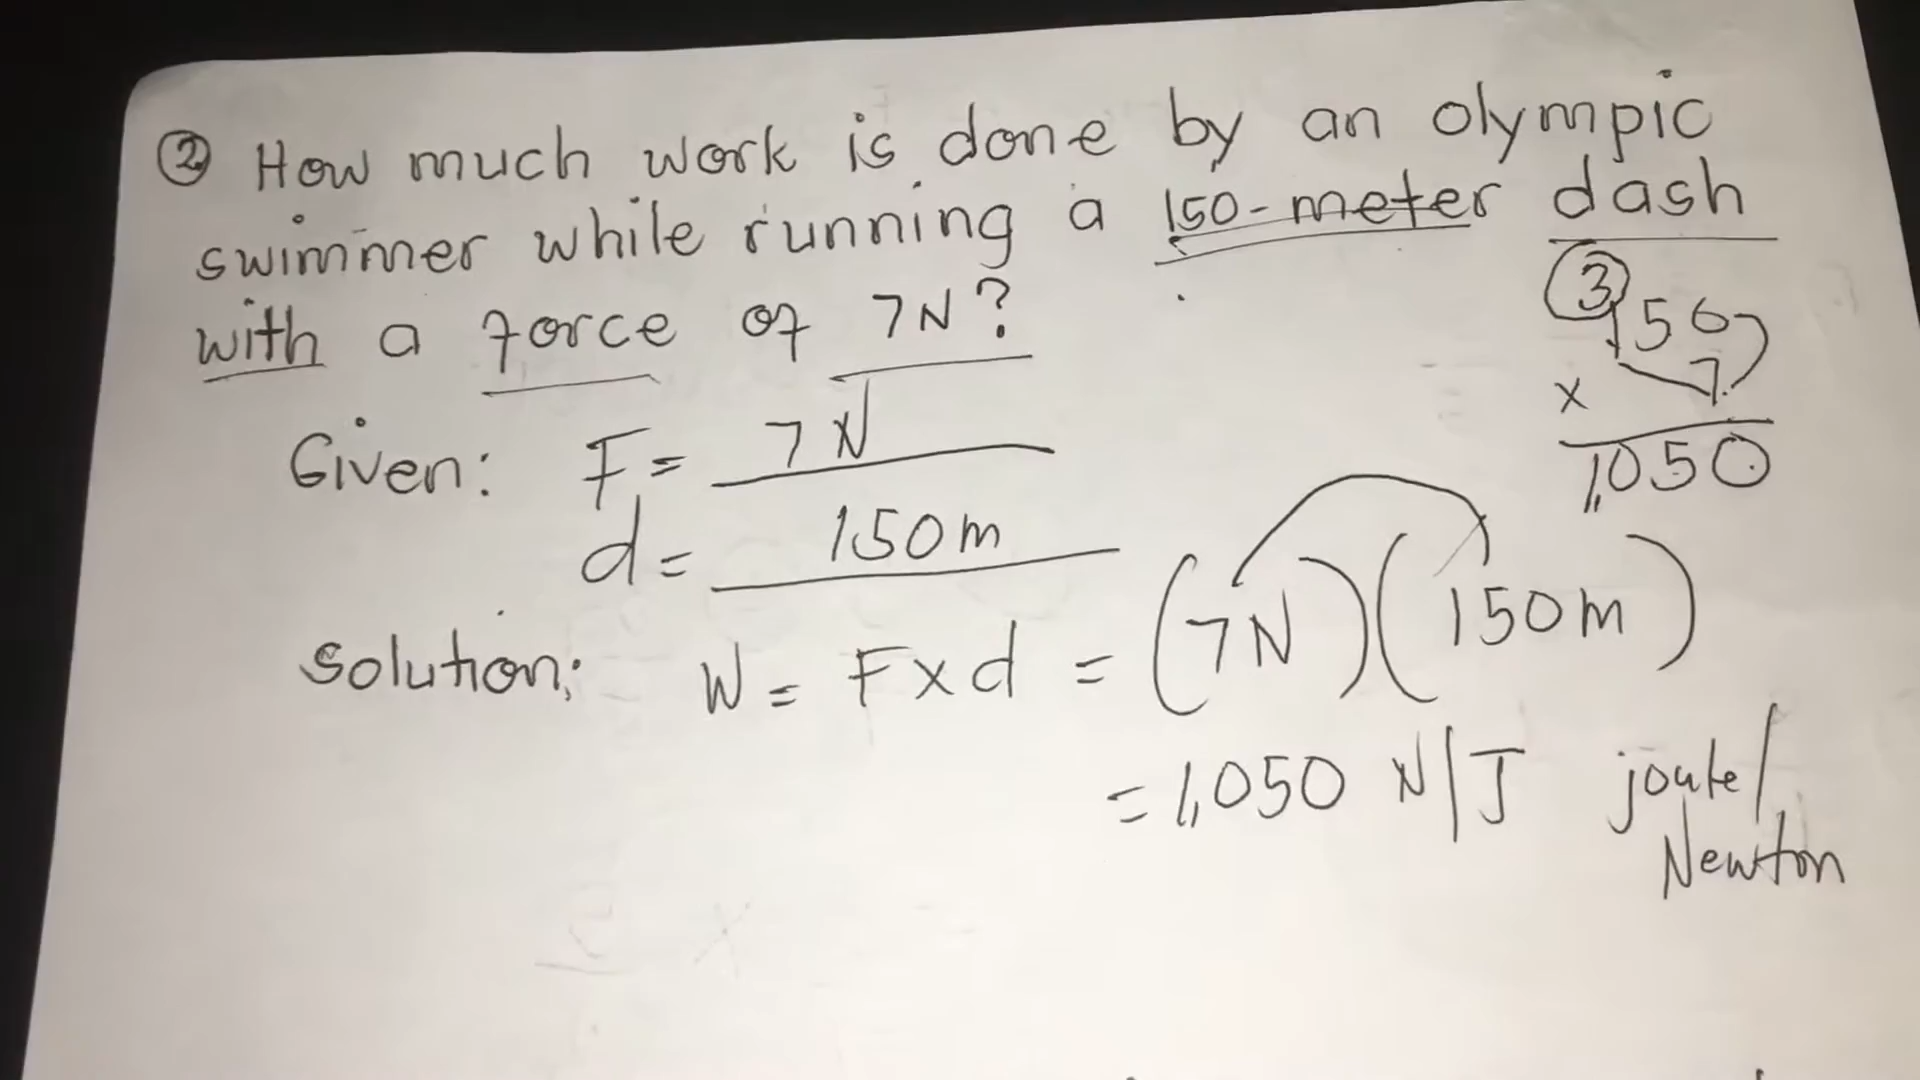 ② How much work is done by an olympic
swimmer while running a 150-meter dash
with a force of 7N?
③
150
x 7
1,050
Given: F= 7N
d= 150m
Solution: W= Fxd = (7N)(150m)
= 1,050 N/J joule/
Newton